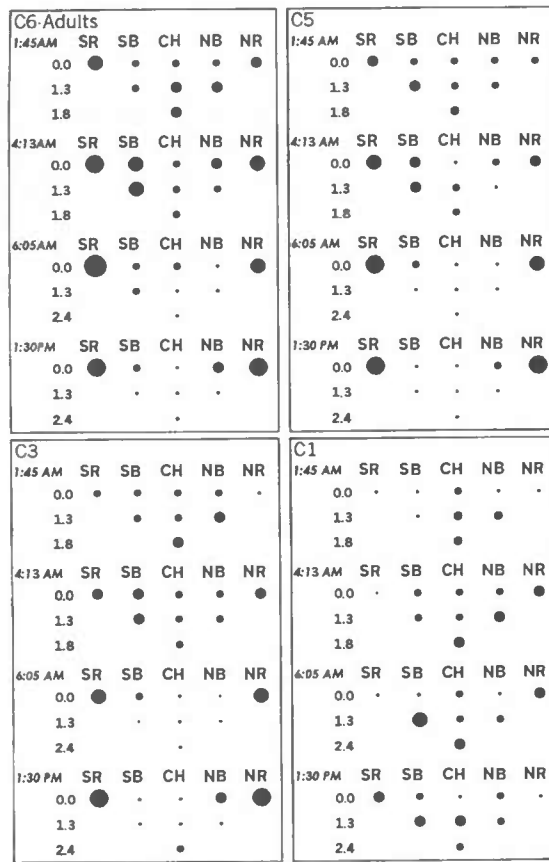 C6·Adults
1:45AM SR SB CH NB NR
0.0
1.3
1.8
4:13AM SR SB CH NB NR
0.0
1.3
1.8
6:05AM SR SB CH NB NR
0.0
1.3
2.4
1:30PM SR SB CH NB NR
0.0
1.3
2.4
C5
1:45 AM SR SB CH NB NR
0.0
1.3
1.8
4:13 AM SR SB CH NB NR
0.0
1.3
1.8
6:05 AM SR SB CH NB NR
0.0
1.3
2.4
1:30 PM SR SB CH NB NR
0.0
1.3
2.4
C3
1:45 AM SR SB CH NB NR
0.0
1.3
1.8
4:13 AM SR SB CH NB NR
0.0
1.3
1.8
6:05 AM SR SB CH NB NR
0.0
1.3
2.4
1:30 PM SR SB CH NB NR
0.0
1.3
2.4
C1
1:45 AM SR SB CH NB NR
0.0
1.3
1.8
4:13 AM SR SB CH NB NR
0.0
1.3
1.8
6:05 AM SR SB CH NB NR
0.0
1.3
2.4
1:30 PM SR SB CH NB NR
0.0
1.3
2.4